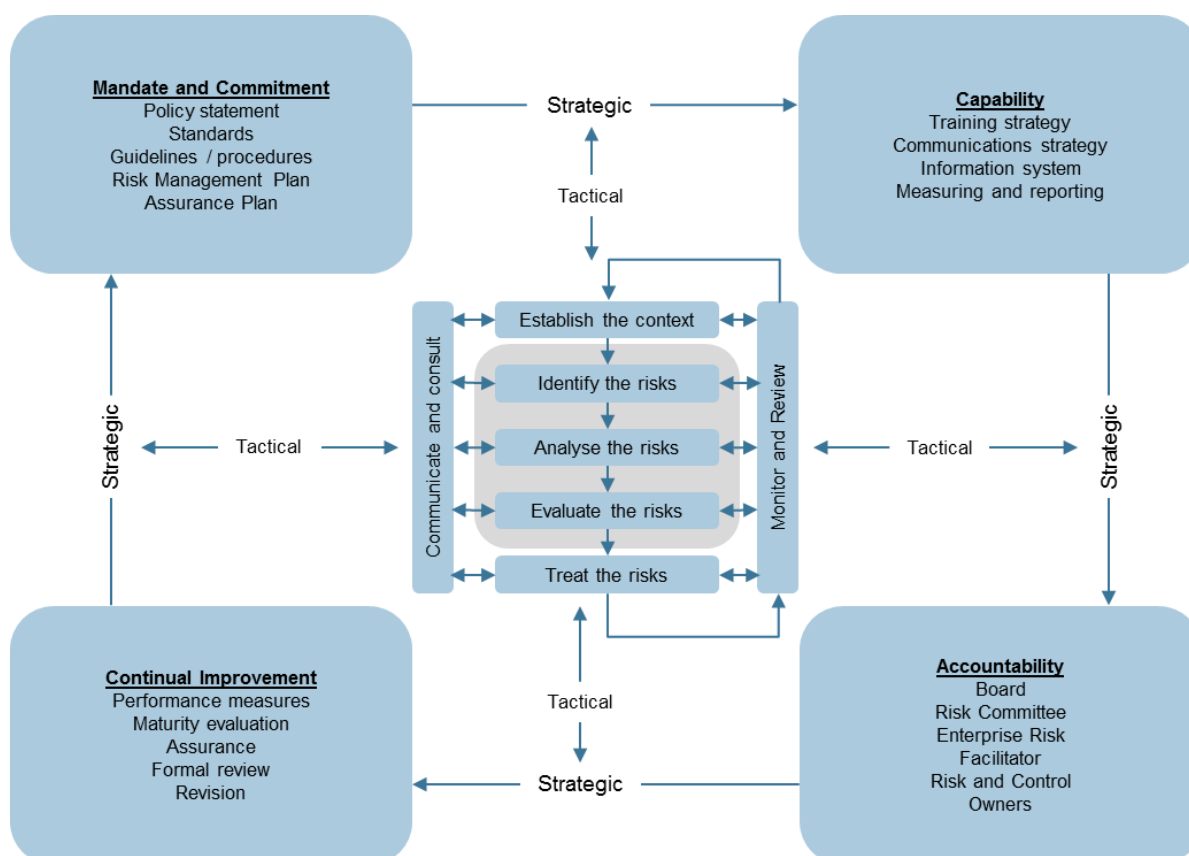 Mandate and Commitment
Policy statement
Standards
Guidelines / procedures
Risk Management Plan
Assurance Plan
Strategic
Capability
Training strategy
Communications strategy
Information system
Measuring and reporting
Tactical
Communicate and consult
Establish the context
Identify the risks
Analyse the risks
Evaluate the risks
Treat the risks
Monitor and Review
Strategic
Tactical
Tactical
Strategic
Continual Improvement
Performance measures
Maturity evaluation
Assurance
Formal review
Revision
Tactical
Strategic
Accountability
Board
Risk Committee
Enterprise Risk
Facilitator
Risk and Control
Owners